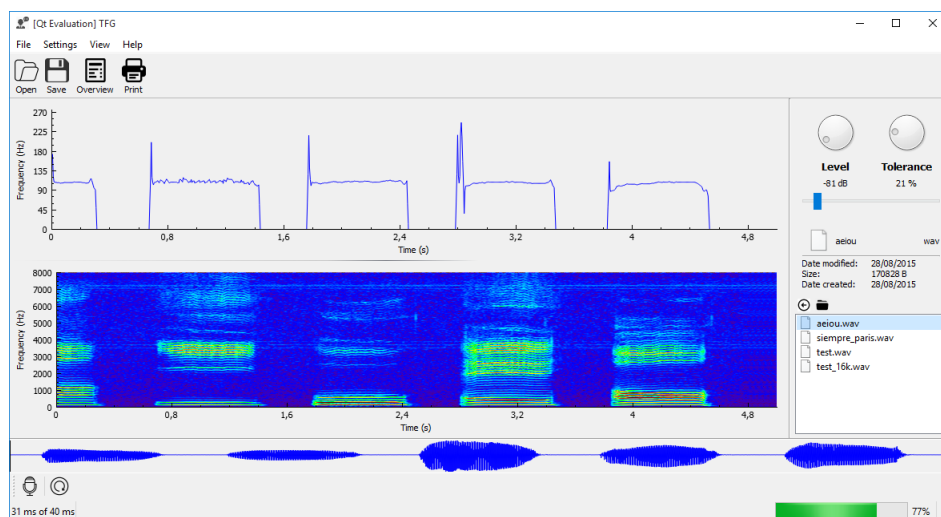 [Qt Evaluation] TFG
File Settings View Help
Open Save Overview Print
270
225
180
135
90
45
0
Frequency (Hz)
0 0,8 1,6 2,4 3,2 4 4,8
Time (s)
8000
7000
6000
5000
4000
3000
2000
1000
0
Frequency (Hz)
0 0,8 1,6 2,4 3,2 4 4,8
Time (s)
Level Tolerance
-81 dB 21 %
aeiou wav
Date modified: 28/08/2015
Size: 170828 B
Date created: 28/08/2015
aeiou.wav
siempre_paris.wav
test.wav
test_16k.wav
31 ms of 40 ms 77%